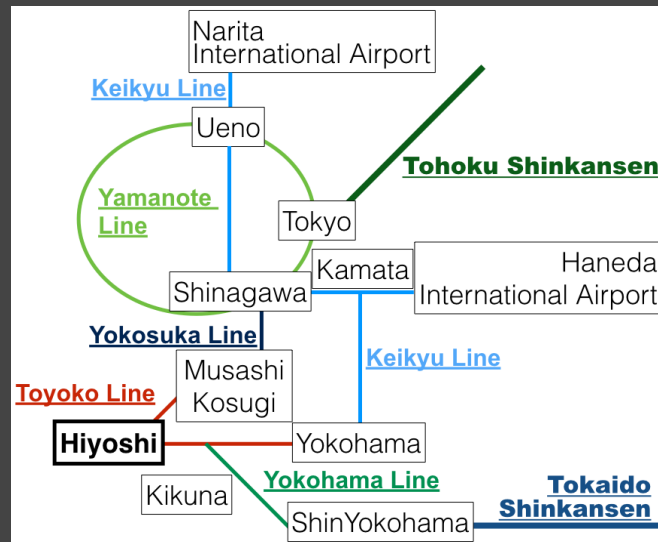 Narita
International Airport
Keikyu Line
Ueno
Tohoku Shinkansen
Yamanote
Line
Tokyo
Kamata
Haneda
International Airport
Shinagawa
Yokosuka Line
Keikyu Line
Musashi
Kosugi
Toyoko Line
Hiyoshi
Yokohama
Yokohama Line
Kikuna
Tokaido
Shinkansen
ShinYokohama